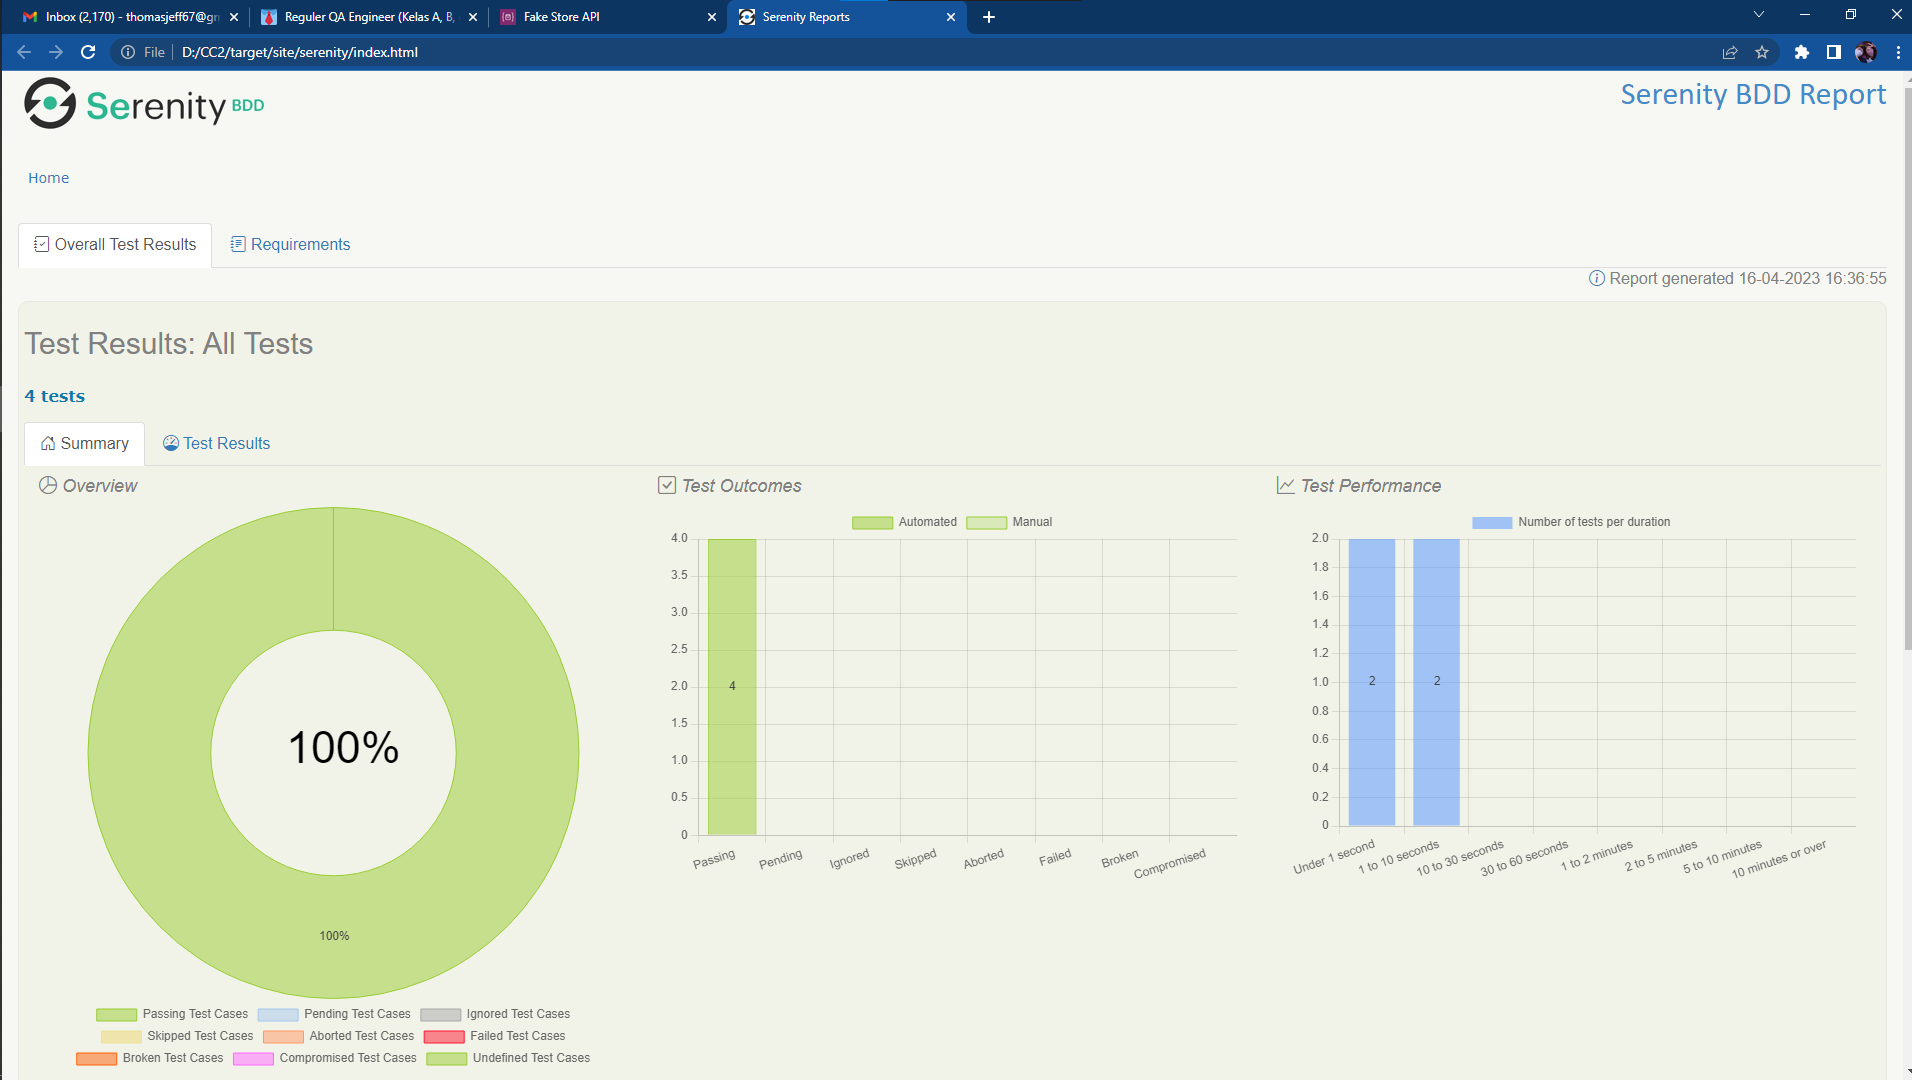 Inbox (2,170) - thomasjeff67@gm
Reguler QA Engineer (Kelas A, B,
Fake Store API
Serenity Reports
File
D:/CC2/target/site/serenity/index.html
Serenity BDD
Serenity BDD Report
Home
Overall Test Results
Requirements
Report generated 16-04-2023 16:36:55
Test Results: All Tests
4 tests
Summary
Test Results
Overview
100%
100%
Passing Test Cases
Pending Test Cases
Ignored Test Cases
Skipped Test Cases
Aborted Test Cases
Failed Test Cases
Broken Test Cases
Compromised Test Cases
Undefined Test Cases
Test Outcomes
Automated
Manual
4.0
3.5
3.0
2.5
2.0
1.5
1.0
0.5
0
4
Passing
Pending
Ignored
Skipped
Aborted
Failed
Broken
Compromised
Test Performance
Number of tests per duration
2.0
1.8
1.6
1.4
1.2
1.0
0.8
0.6
0.4
0.2
0
2
2
Under 1 second
1 to 10 seconds
10 to 30 seconds
30 to 60 seconds
1 to 2 minutes
2 to 5 minutes
5 to 10 minutes
10 minutes or over